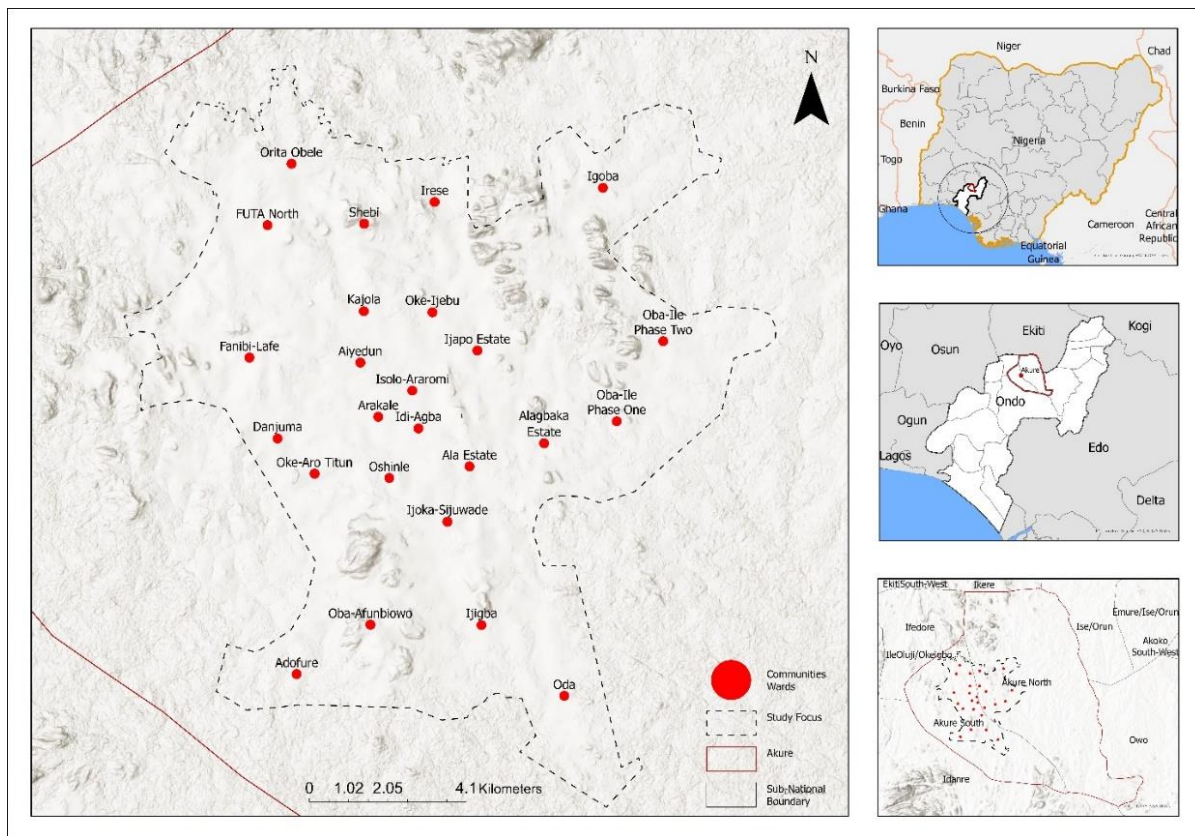 N
Orita Obele
Igoba
Irese
FUTA North
Shebi
Kajola
Oke-Ijebu
Oba-Ile
Phase Two
Fanibi-Lafe
Aiyedun
Ijapo Estate
Isolo-Araromi
Oba-Ile
Phase One
Arakale
Idi-Agba
Alagbaka
Estate
Danjuma
Oke-Aro Titun
Oshinle
Ala Estate
Ijoka-Sijuwade
Oba-Afunbiowo
Ijigba
Adofure
Oda
Communities
Wards
Study Focus
Akure
Sub-National
Boundary
0 1.02 2.05 4.1 Kilometers
Niger
Chad
Burkina Faso
Benin
Nigeria
Togo
Ghana
Cameroon
Central
African
Republic
Equatorial
Guinea
Ekiti
Kogi
Oyo
Osun
Akure
Ondo
Ogun
Edo
Lagos
Delta
EkitiSouth-West
Ikere
Emure/Ise/Orun
Ifedore
Ise/Orun
Akoko
South-West
IleOluji/Okeigbo
Akure North
Akure South
Owo
Idanre